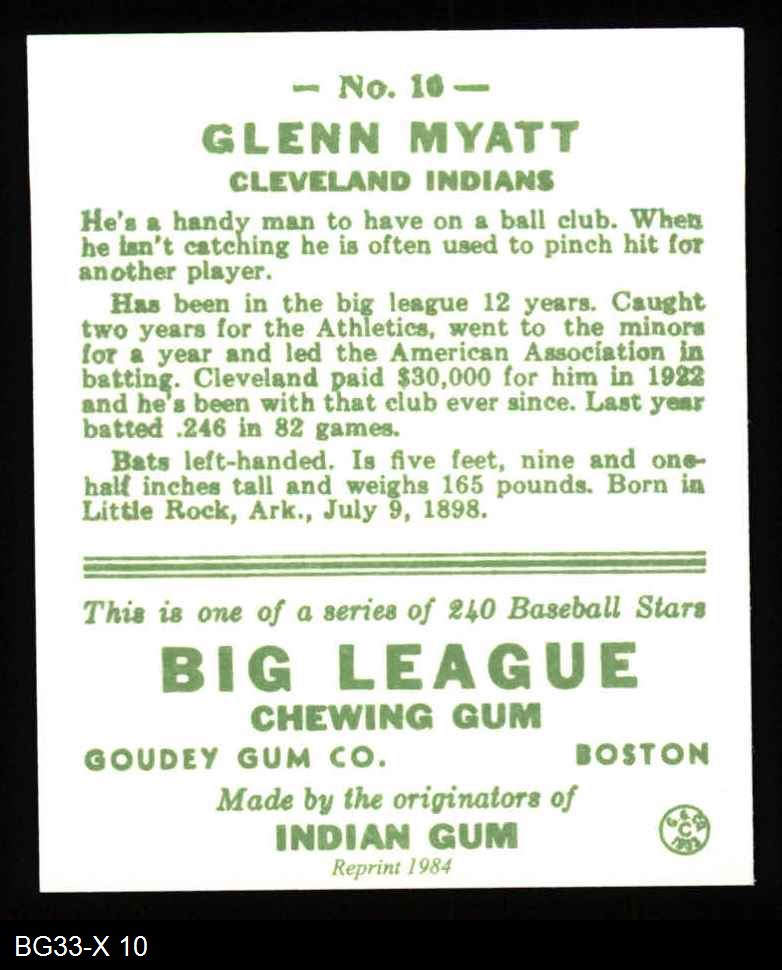 — No. 10 —
GLENN MYATT
CLEVELAND INDIANS
He's a handy man to have on a ball club. When
he isn't catching he is often used to pinch hit for
another player.
Has been in the big league 12 years. Caught
two years for the Athletics, went to the minors
for a year and led the American Association in
batting. Cleveland paid $30,000 for him in 1922
and he's been with that club ever since. Last year
batted .246 in 82 games.
Bats left-handed. Is five feet, nine and one-
half inches tall and weighs 165 pounds. Born in
Little Rock, Ark., July 9, 1898.
This is one of a series of 240 Baseball Stars
BIG LEAGUE
CHEWING GUM
GOUDEY GUM CO. BOSTON
Made by the originators of
INDIAN GUM
Reprint 1984
C
1933
BG33-X 10